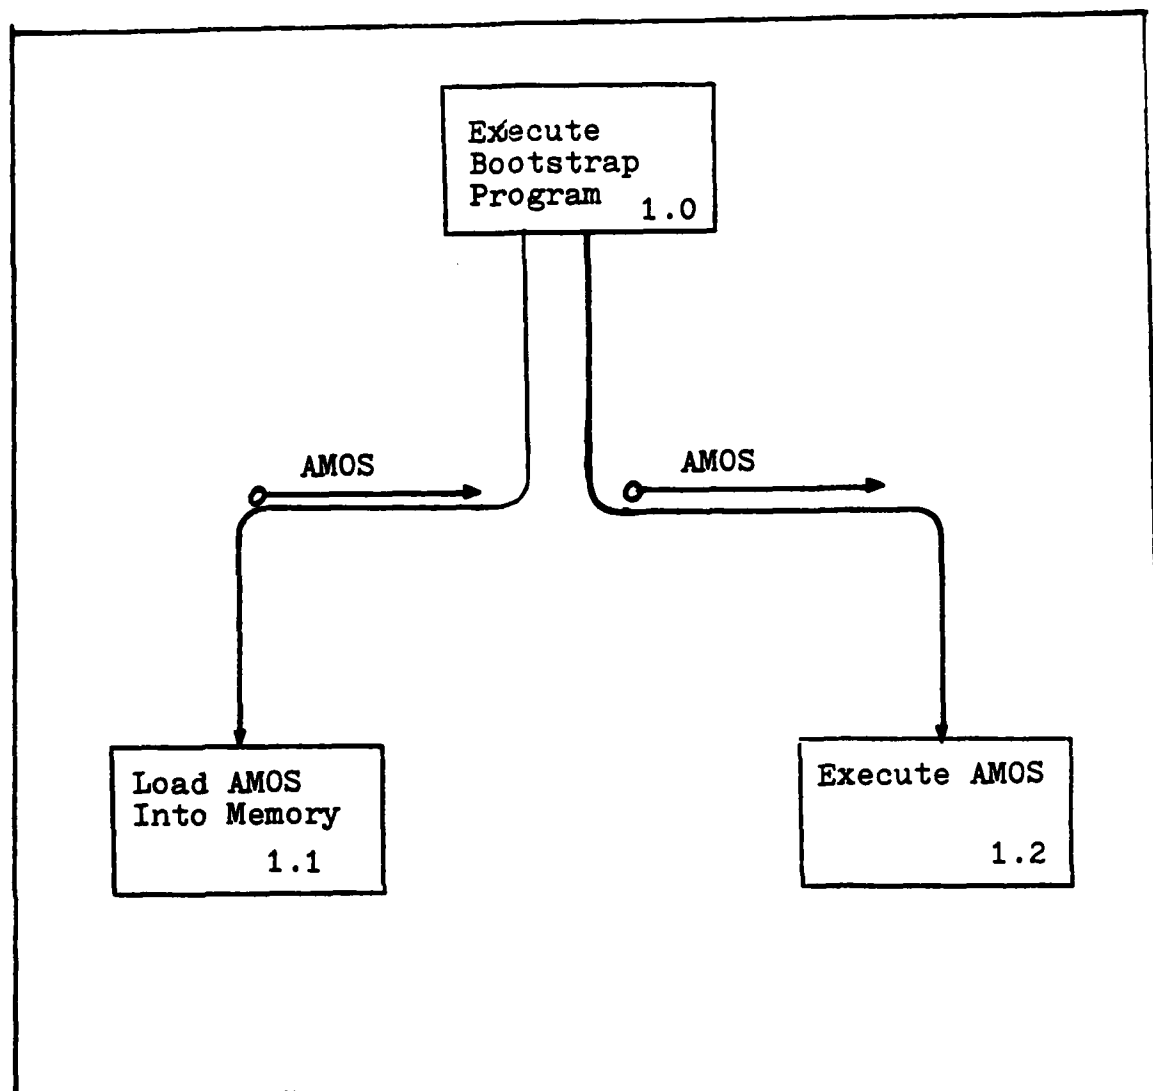 Execute
Bootstrap
Program
1.0
AMOS
AMOS
Load AMOS
Into Memory
1.1
Execute AMOS
1.2